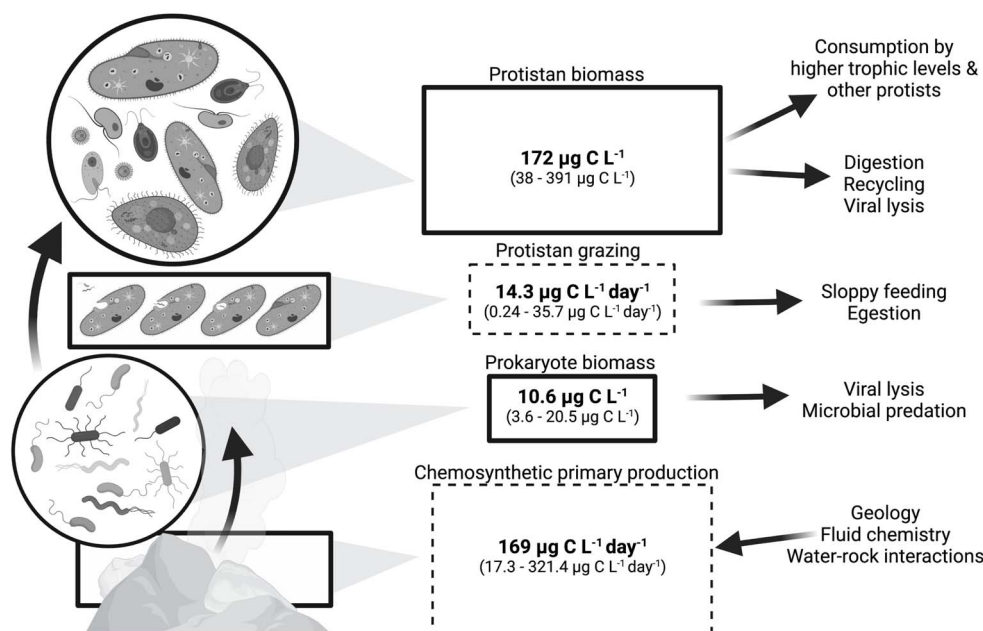 Consumption by
higher trophic levels &
other protists
Protistan biomass
172 µg C L⁻¹
(38 - 391 µg C L⁻¹)
Digestion
Recycling
Viral lysis
Protistan grazing
14.3 µg C L⁻¹ day⁻¹
(0.24 - 35.7 µg C L⁻¹ day⁻¹)
Sloppy feeding
Egestion
Prokaryote biomass
10.6 µg C L⁻¹
(3.6 - 20.5 µg C L⁻¹)
Viral lysis
Microbial predation
Chemosynthetic primary production
169 µg C L⁻¹ day⁻¹
(17.3 - 321.4 µg C L⁻¹ day⁻¹)
Geology
Fluid chemistry
Water-rock interactions